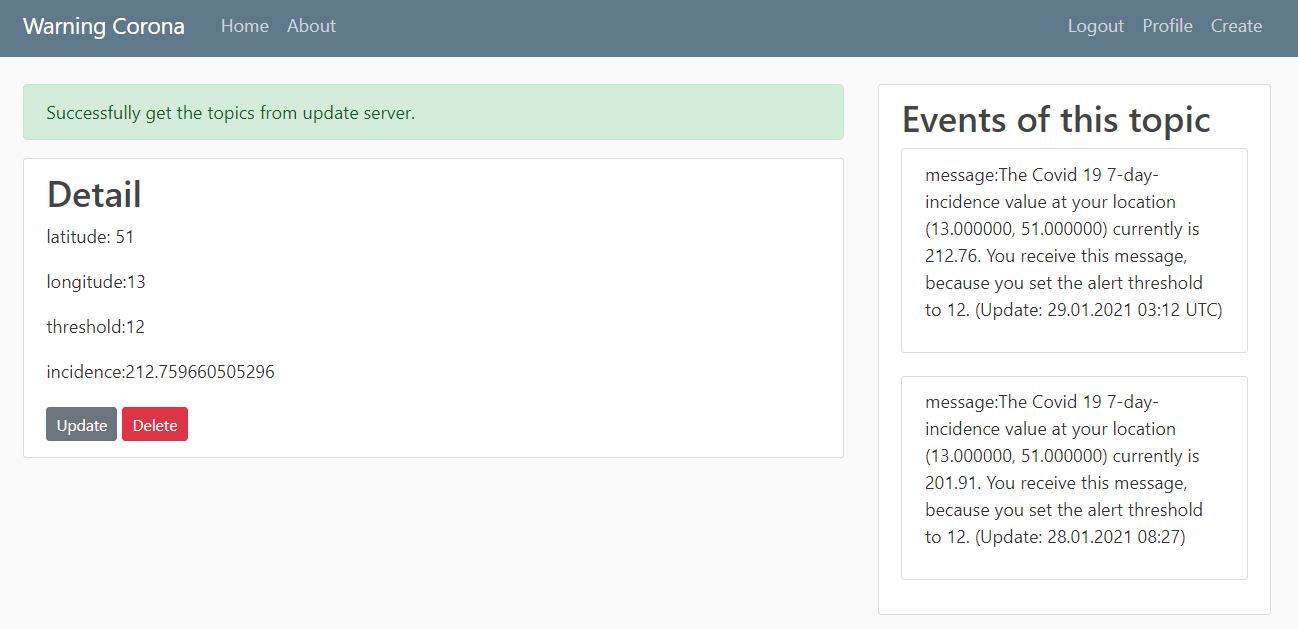 Warning Corona Home About Logout Profile Create
Successfully get the topics from update server.
Detail
latitude: 51
longitude:13
threshold:12
incidence:212.759660505296
Update Delete
Events of this topic
message:The Covid 19 7-day-
incidence value at your location
(13.000000, 51.000000) currently is
212.76. You receive this message,
because you set the alert threshold
to 12. (Update: 29.01.2021 03:12 UTC)
message:The Covid 19 7-day-
incidence value at your location
(13.000000, 51.000000) currently is
201.91. You receive this message,
because you set the alert threshold
to 12. (Update: 28.01.2021 08:27)